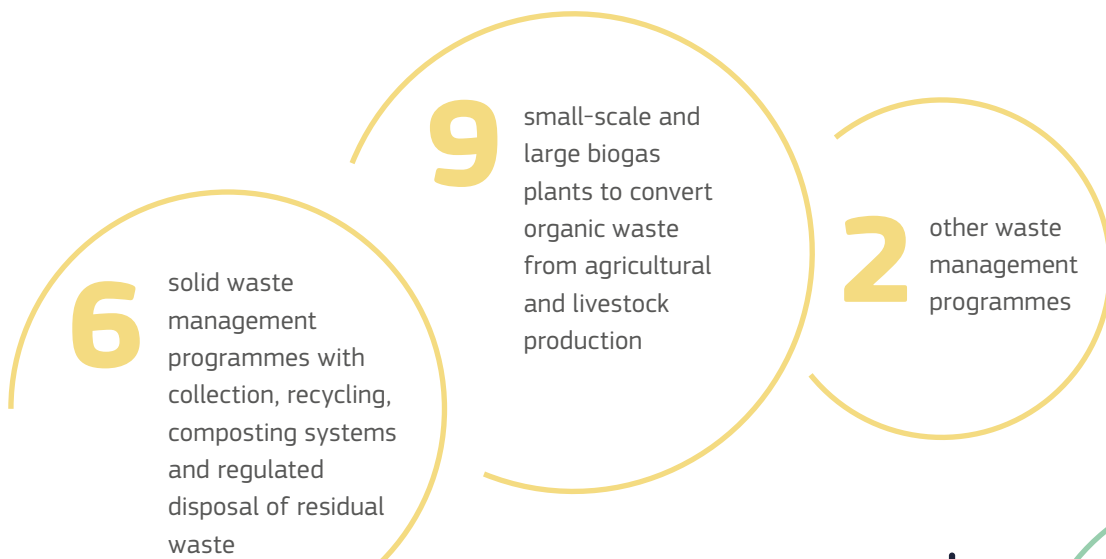 6
solid waste
management
programmes with
collection, recycling,
composting systems
and regulated
disposal of residual
waste
9
small-scale and
large biogas
plants to convert
organic waste
from agricultural
and livestock
production
2
other waste
management
programmes